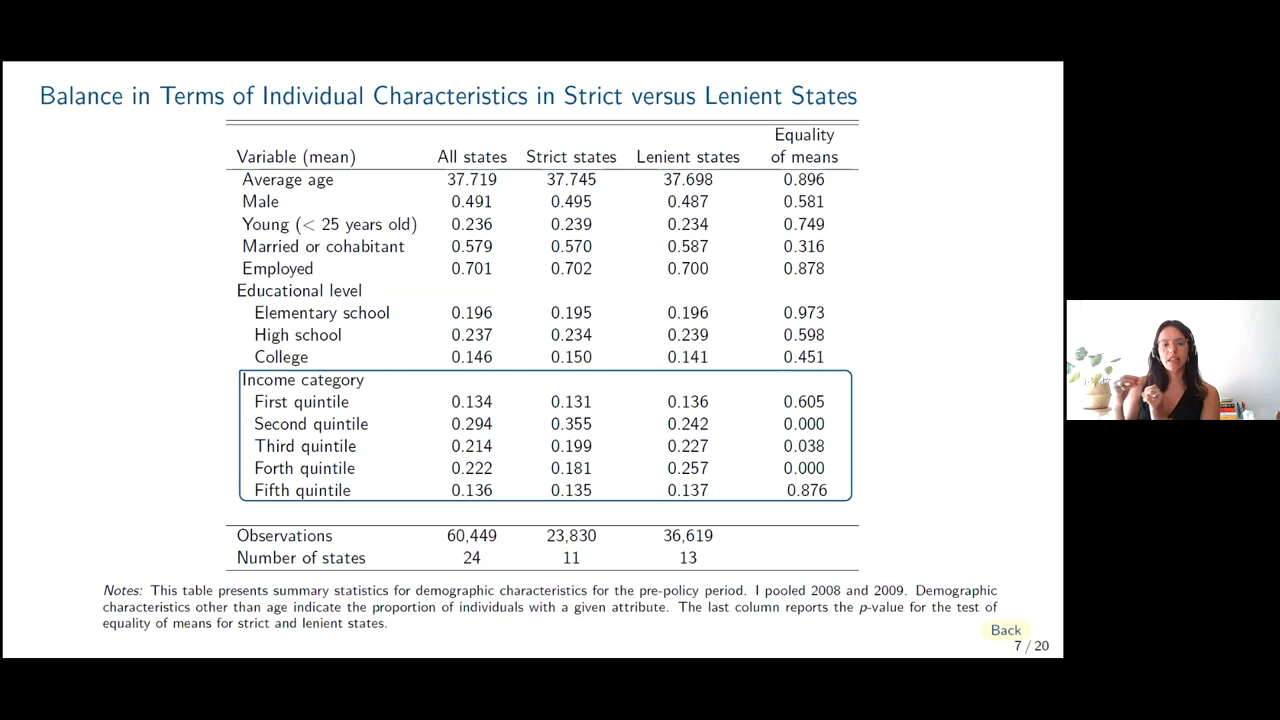 Balance in Terms of Individual Characteristics in Strict versus Lenient States
Equality
Variable (mean) All states Strict states Lenient states of means
Average age 37.719 37.745 37.698 0.896
Male 0.491 0.495 0.487 0.581
Young (< 25 years old) 0.236 0.239 0.234 0.749
Married or cohabitant 0.579 0.570 0.587 0.316
Employed 0.701 0.702 0.700 0.878
Educational level
Elementary school 0.196 0.195 0.196 0.973
High school 0.237 0.234 0.239 0.598
College 0.146 0.150 0.141 0.451
Income category
First quintile 0.134 0.131 0.136 0.605
Second quintile 0.294 0.355 0.242 0.000
Third quintile 0.214 0.199 0.227 0.038
Forth quintile 0.222 0.181 0.257 0.000
Fifth quintile 0.136 0.135 0.137 0.876
Observations 60,449 23,830 36,619
Number of states 24 11 13
Notes: This table presents summary statistics for demographic characteristics for the pre-policy period. I pooled 2008 and 2009. Demographic
characteristics other than age indicate the proportion of individuals with a given attribute. The last column reports the p-value for the test of
equality of means for strict and lenient states.
Back
7 / 20